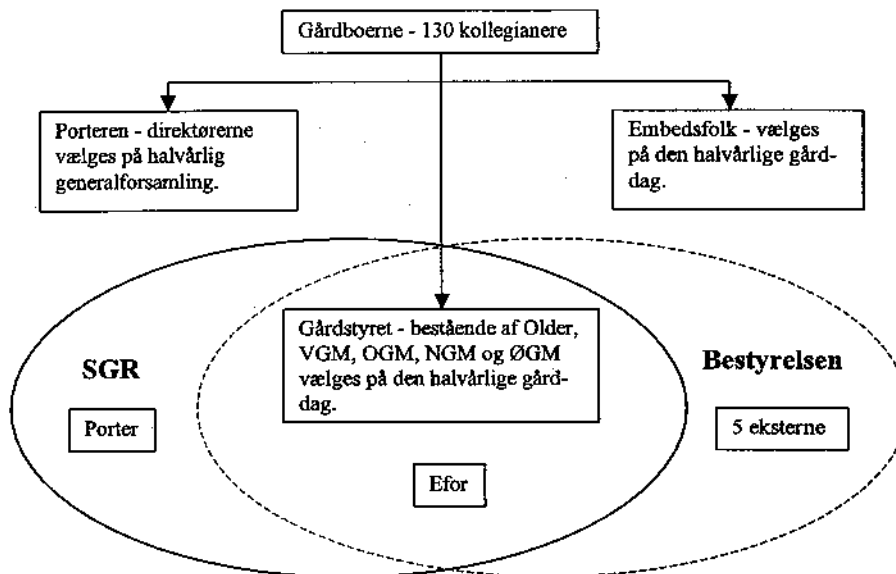 Gårdboerne - 130 kollegianere
Porteren - direktørerne
vælges på halvårlig
generalforsamling.
Embedsfolk - vælges
på den halvårlige gård-
dag.
Gårdstyret - bestående af Older,
VGM, OGM, NGM og ØGM
vælges på den halvårlige gård-
dag.
SGR
Bestyrelsen
Porter
5 eksterne
Efor